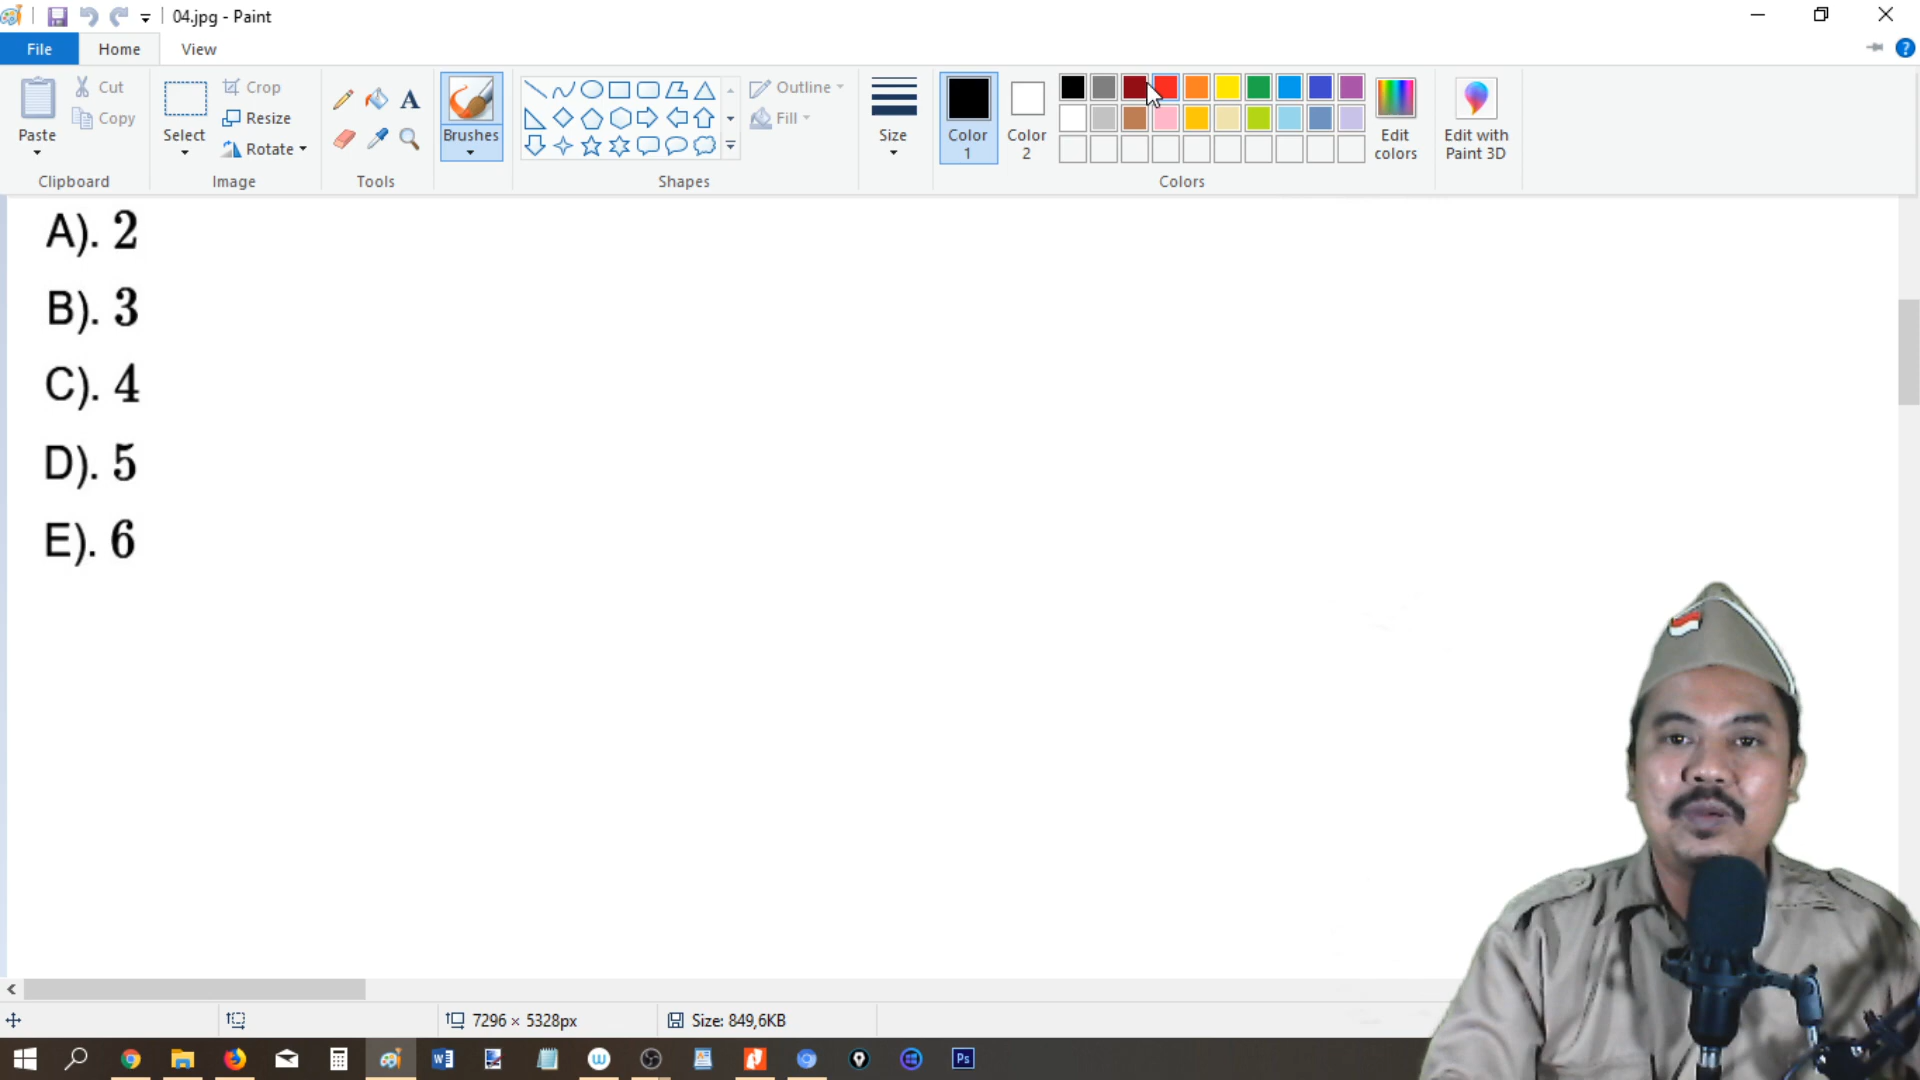 04.jpg - Paint
File Home View
Paste
Cut
Copy
Clipboard
Select
Crop
Resize
Rotate
Image
Tools
Brushes
Shapes
Outline
Fill
Size
Color 1
Color 2
Colors
Edit colors
Edit with Paint 3D
A). 2
B). 3
C). 4
D). 5
E). 6
7296 × 5328px
Size: 849,6KB
Ps